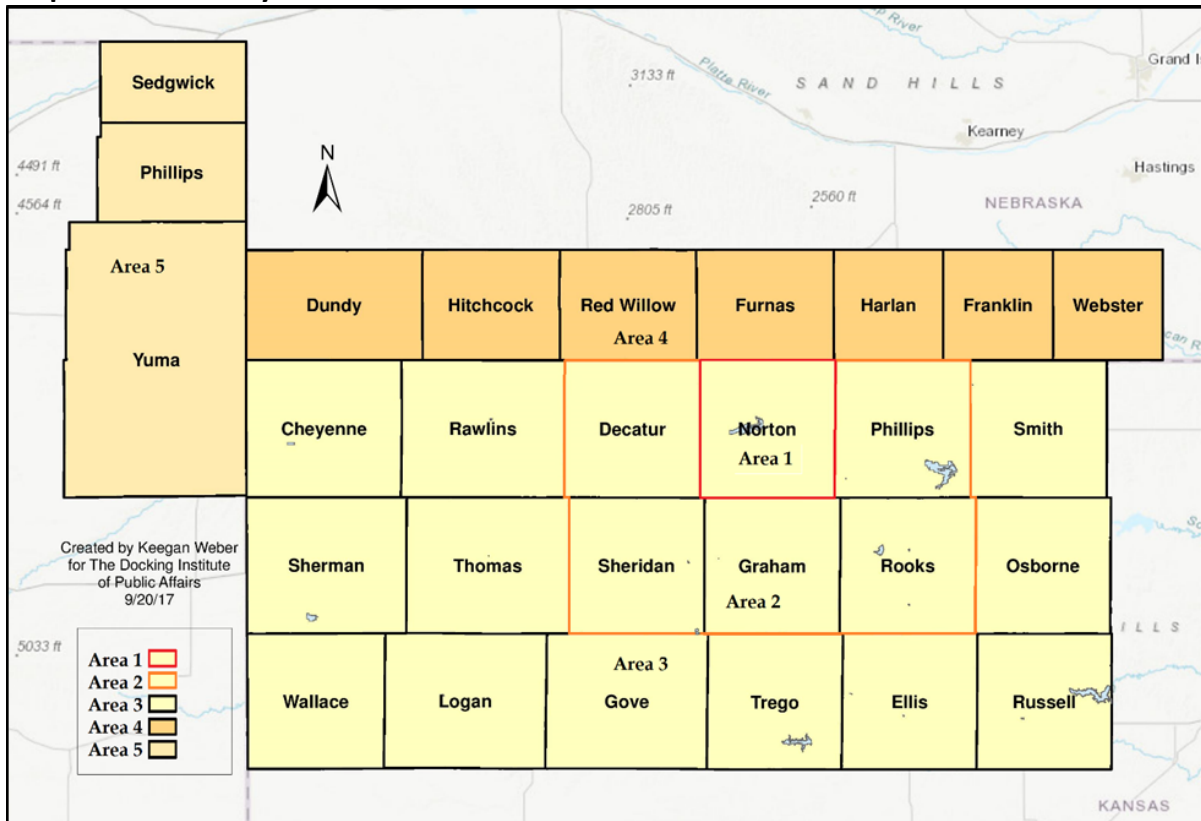 Sedgwick
Phillips
Area 5
Yuma
N
3133 ft
Platte River
SAND HILLS
Grand I
Kearney
Hastings
4491 ft
4564 ft
2805 ft
2560 ft
NEBRASKA
Dundy
Hitchcock
Red Willow
Area 4
Furnas
Harlan
Franklin
Webster
Cheyenne
Rawlins
Decatur
Norton
Area 1
Phillips
Smith
Sherman
Thomas
Sheridan
Graham
Area 2
Rooks
Osborne
Wallace
Logan
Area 3
Gove
Trego
Ellis
Russell
Created by Keegan Weber
for The Docking Institute
of Public Affairs
9/20/17
5033 ft
Area 1
Area 2
Area 3
Area 4
Area 5
ILLS
KANSAS